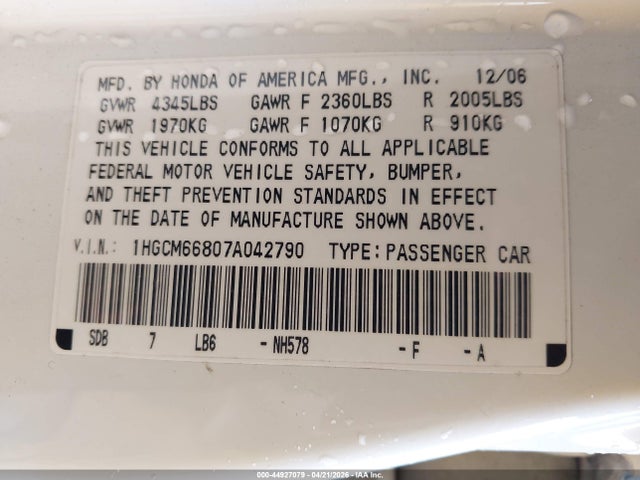 MFD. BY HONDA OF AMERICA MFG., INC. 12/06
GVWR 4345LBS GAWR F 2360LBS R 2005LBS
GVWR 1970KG GAWR F 1070KG R 910KG
THIS VEHICLE CONFORMS TO ALL APPLICABLE
FEDERAL MOTOR VEHICLE SAFETY, BUMPER,
AND THEFT PREVENTION STANDARDS IN EFFECT
ON THE DATE OF MANUFACTURE SHOWN ABOVE.
V.I.N.: 1HGCM66807A042790 TYPE: PASSENGER CAR
SDB 7 LB6 -NH578 -F -A
000-44927079 - 04/21/2026 - IAA Inc.